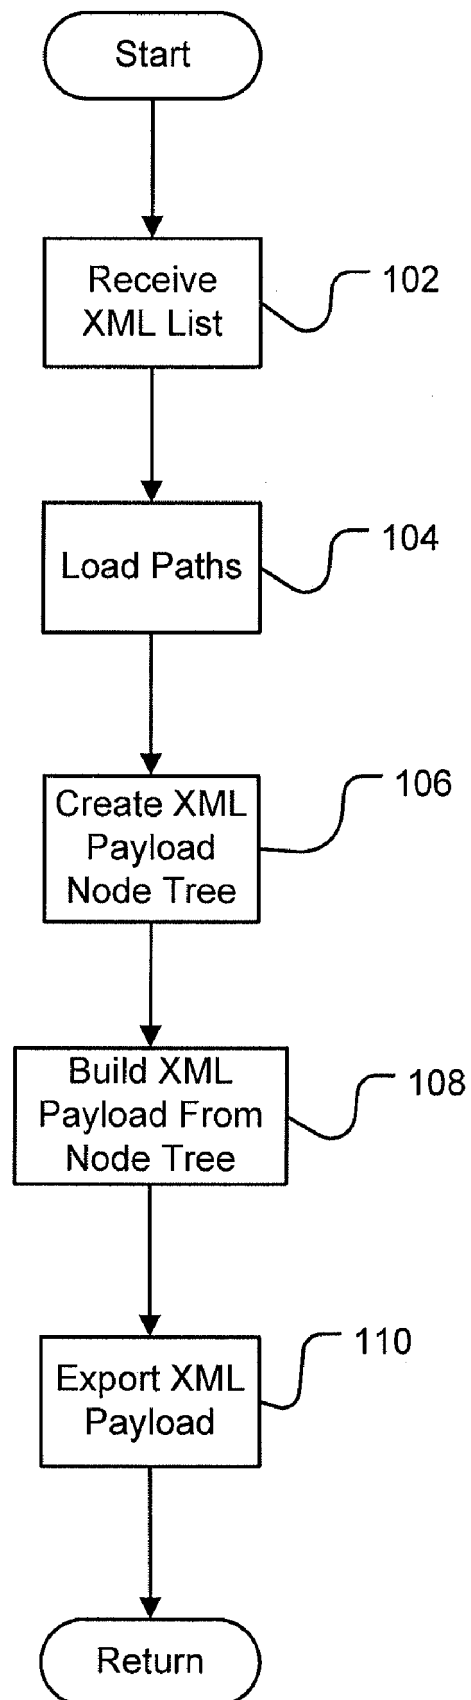 Start
Receive
XML List
102
Load Paths
104
Create XML
Payload
Node Tree
106
Build XML
Payload From
Node Tree
108
Export XML
Payload
110
Return